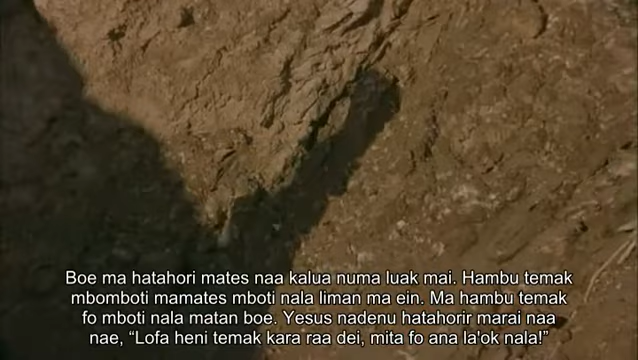 Boe ma hatahori mates naa kalua numa luak mai. Hambu temak
mbomboti mamates mboti nala liman ma ein. Ma hambu temak
fo mboti nala matan boe. Yesus nadenu hatahorir marai naa
nae, “Lofa heni temak kara raa dei, mita fo ana la'ok nala!”